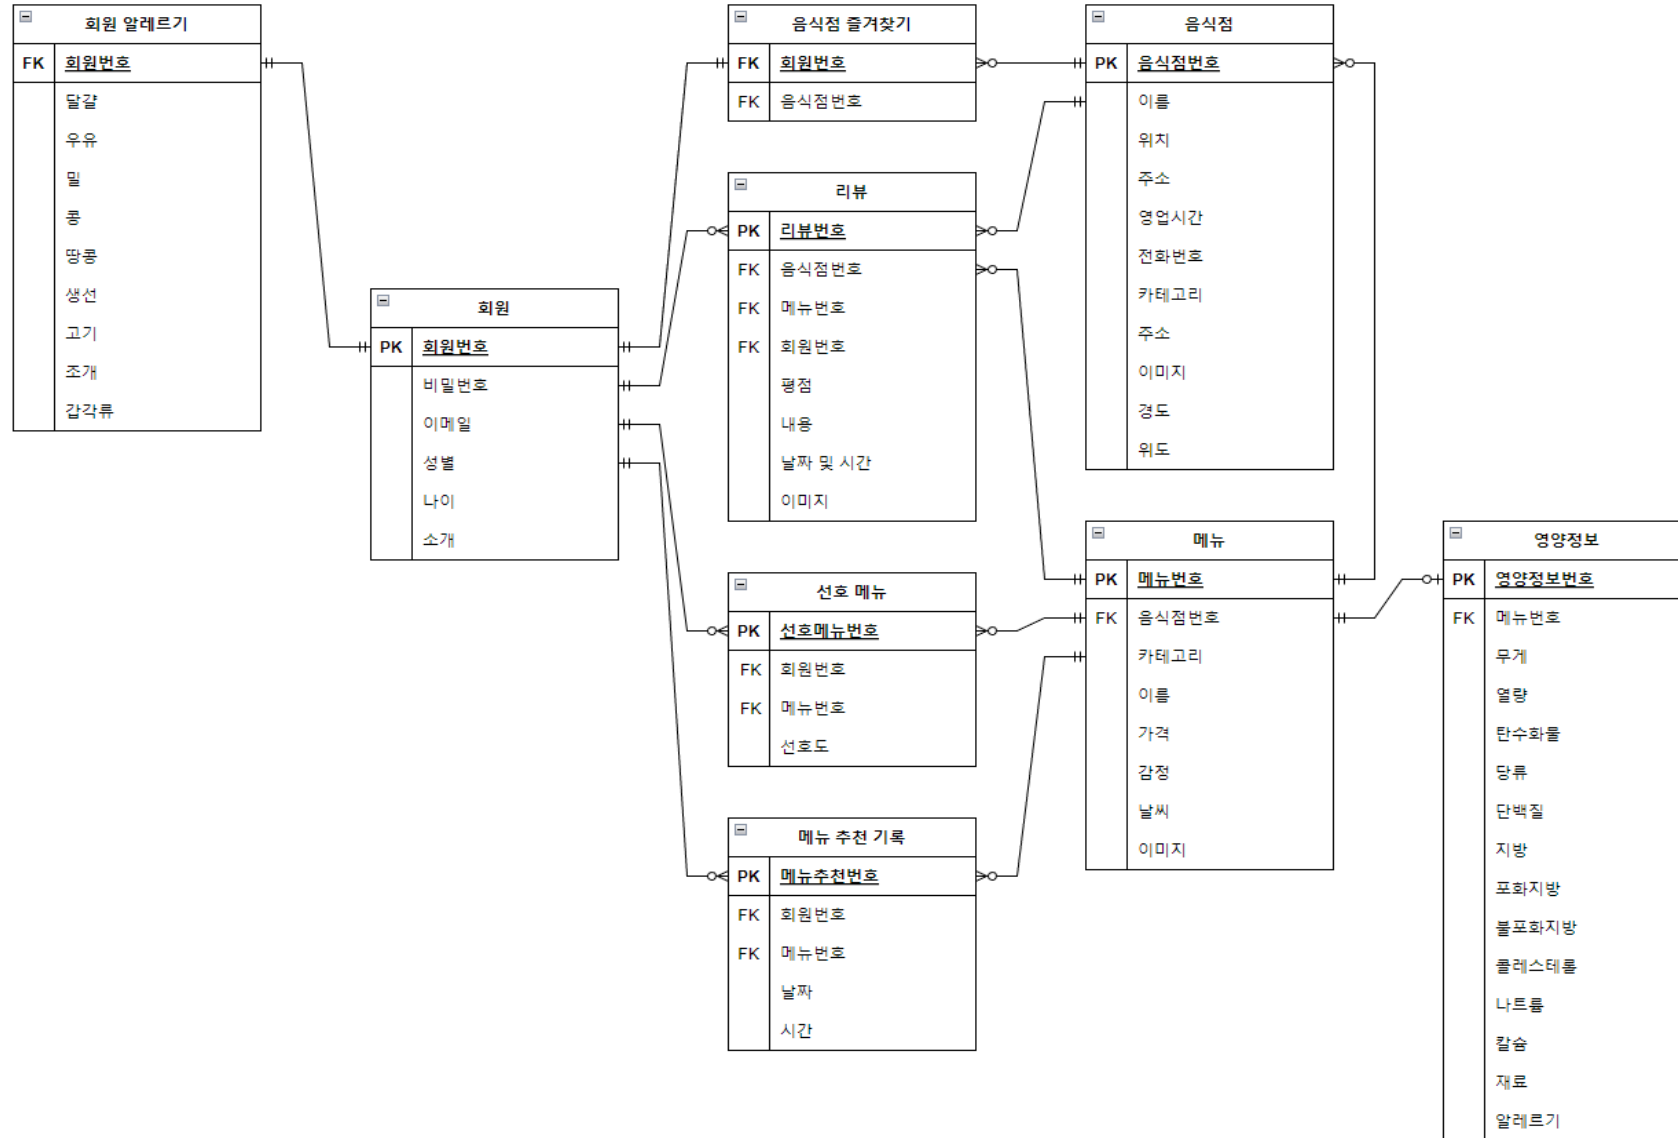 회원 알레르기
FK 회원번호
달걀
우유
밀
콩
땅콩
생선
고기
조개
갑각류
회원
PK 회원번호
비밀번호
이메일
성별
나이
소개
음식점 즐겨찾기
FK 회원번호
FK 음식점번호
리뷰
PK 리뷰번호
FK 음식점번호
FK 메뉴번호
FK 회원번호
평점
내용
날짜 및 시간
이미지
선호 메뉴
PK 선호메뉴번호
FK 회원번호
FK 메뉴번호
선호도
메뉴 추천 기록
PK 메뉴추천번호
FK 회원번호
FK 메뉴번호
날짜
시간
음식점
PK 음식점번호
이름
위치
주소
영업시간
전화번호
카테고리
주소
이미지
경도
위도
메뉴
PK 메뉴번호
FK 음식점번호
카테고리
이름
가격
감정
날씨
이미지
영양정보
PK 영양정보번호
FK 메뉴번호
무게
열량
탄수화물
당류
단백질
지방
포화지방
불포화지방
콜레스테롤
나트륨
칼슘
재료
알레르기